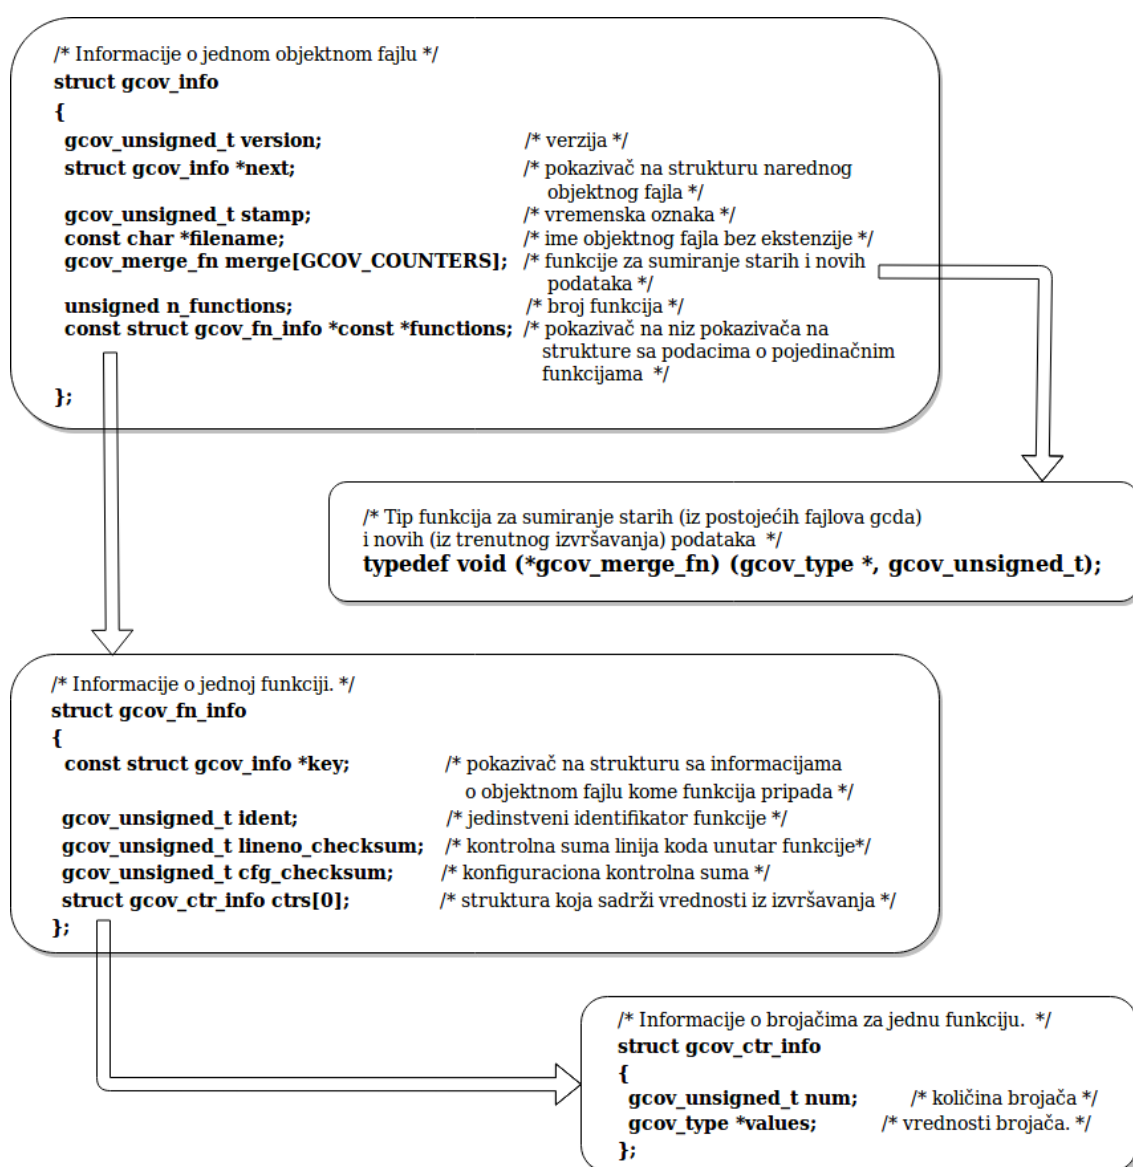 /* Informacije o jednom objektnom fajlu */
struct gcov_info
{
gcov_unsigned_t version; /* verzija */
struct gcov_info *next; /* pokazivač na strukturu narednog
objektnog fajla */
gcov_unsigned_t stamp; /* vremenska oznaka */
const char *filename; /* ime objektnog fajla bez ekstenzije */
gcov_merge_fn merge[GCOV_COUNTERS]; /* funkcije za sumiranje starih i novih
podataka */
unsigned n_functions; /* broj funkcija */
const struct gcov_fn_info *const *functions; /* pokazivač na niz pokazivača na
strukture sa podacima o pojedinačnim
funkcijama */
};
/* Tip funkcija za sumiranje starih (iz postojećih fajlova gcda)
i novih (iz trenutnog izvršavanja) podataka */
typedef void (*gcov_merge_fn) (gcov_type *, gcov_unsigned_t);
/* Informacije o jednoj funkciji. */
struct gcov_fn_info
{
const struct gcov_info *key; /* pokazivač na strukturu sa informacijama
o objektnom fajlu kome funkcija pripada */
gcov_unsigned_t ident; /* jedinstveni identifikator funkcije */
gcov_unsigned_t lineno_checksum; /* kontrolna suma linija koda unutar funkcije*/
gcov_unsigned_t cfg_checksum; /* konfiguraciona kontrolna suma */
struct gcov_ctr_info ctrs[0]; /* struktura koja sadrži vrednosti iz izvršavanja */
};
/* Informacije o brojačima za jednu funkciju. */
struct gcov_ctr_info
{
gcov_unsigned_t num; /* količina brojača */
gcov_type *values; /* vrednosti brojača. */
};